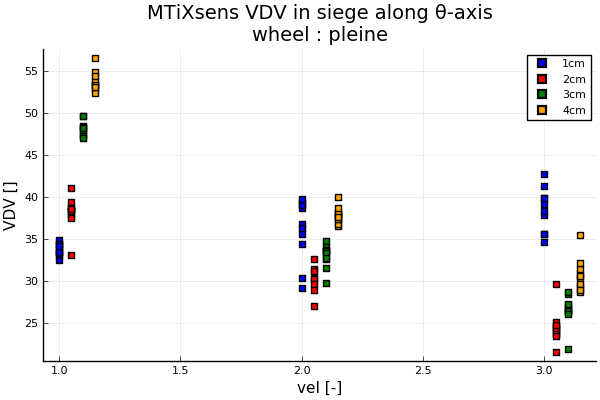 MTiXsens VDV in siege along θ-axis
wheel : pleine
1cm
2cm
3cm
4cm
55
50
45
40
35
30
25
VDV []
1.0 1.5 2.0 2.5 3.0
vel [-]